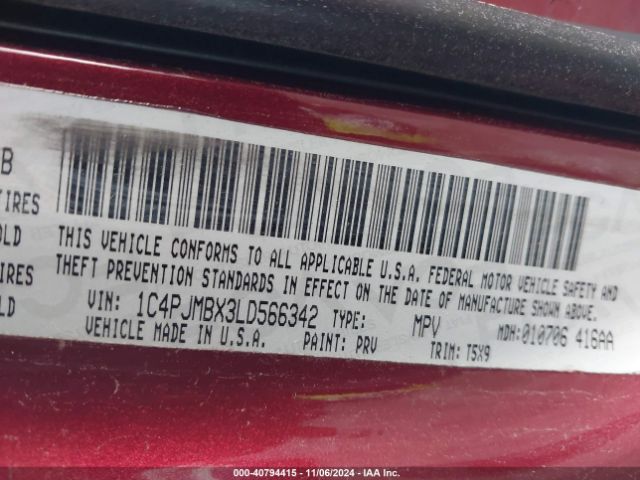 B
TIRES
OLD
IRES
OLD
THIS VEHICLE CONFORMS TO ALL APPLICABLE U.S.A. FEDERAL MOTOR VEHICLE SAFETY AND
THEFT PREVENTION STANDARDS IN EFFECT ON THE DATE OF MANUFACTURE SHOWN ABOVE.
VIN: 1C4PJMBX3LD566342 TYPE: MPV MDH:010706 416AA
VEHICLE MADE IN U.S.A. PAINT: PRV TRIM: T5X9
000-40794415 - 11/06/2024 - IAA Inc.